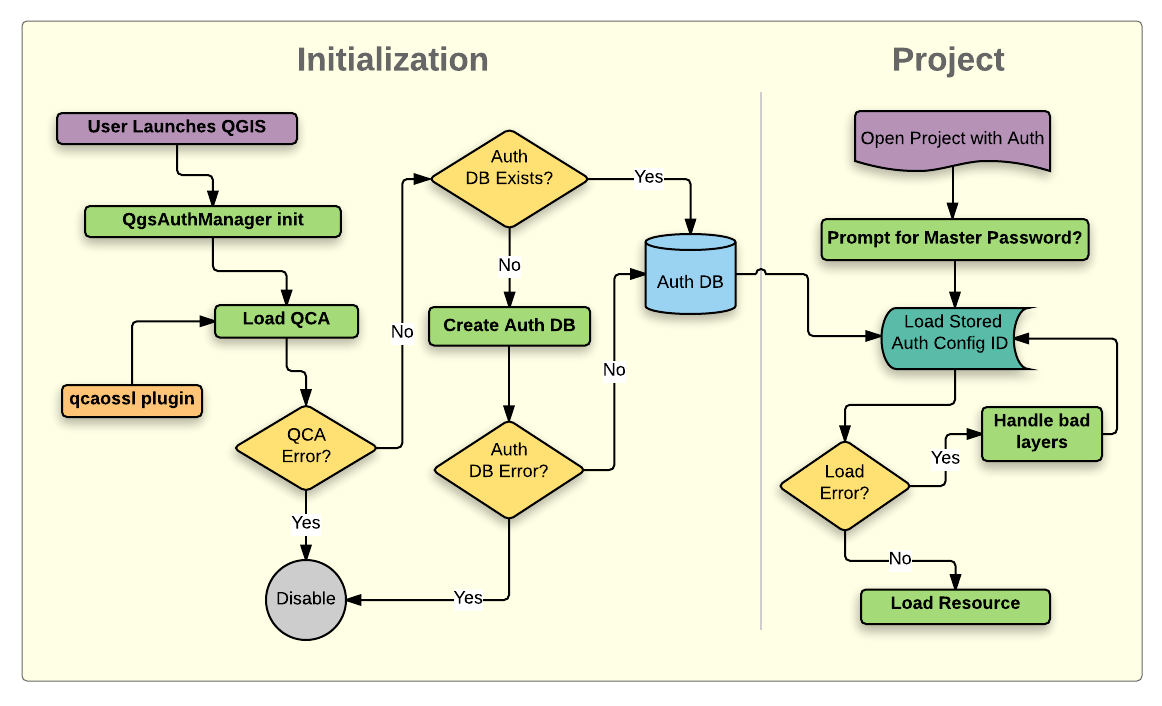 Initialization
Project
User Launches QGIS
QgsAuthManager init
Load QCA
qcaossl plugin
QCA
Error?
Yes
Disable
No
Auth
DB Exists?
Yes
No
Create Auth DB
Auth
DB Error?
Yes
No
Auth DB
Open Project with Auth
Prompt for Master Password?
Load Stored
Auth Config ID
Load
Error?
Yes
Handle bad
layers
No
Load Resource